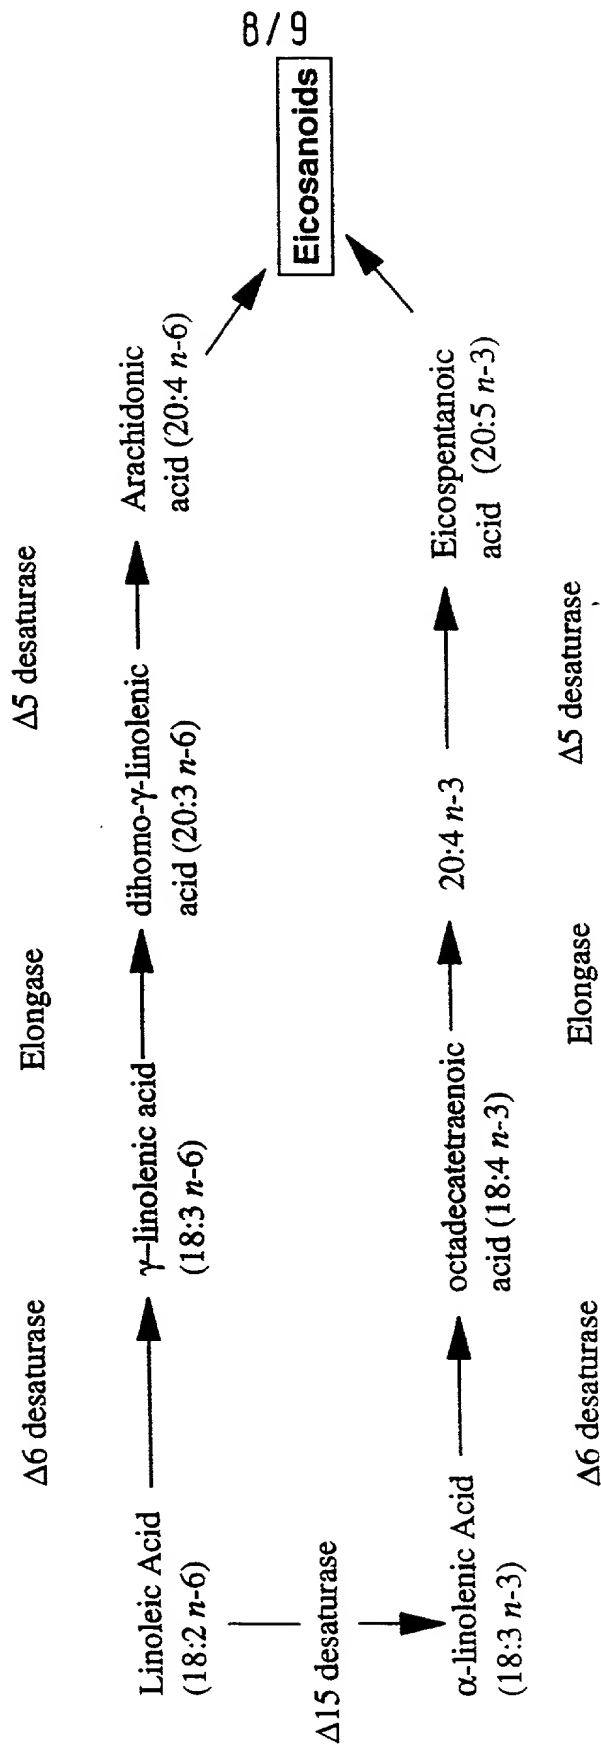 8/9
Δ6 desaturase
Elongase
Δ5 desaturase
Linoleic Acid
(18:2 n-6)
γ–linolenic acid
(18:3 n-6)
dihomo-γ-linolenic
acid (20:3 n-6)
Arachidonic
acid (20:4 n-6)
Δ15 desaturase
Eicosanoids
α-linolenic Acid
(18:3 n-3)
octadecatetraenoic
acid (18:4 n-3)
20:4 n-3
Eicospentanoic
acid (20:5 n-3)
Δ6 desaturase
Elongase
Δ5 desaturase